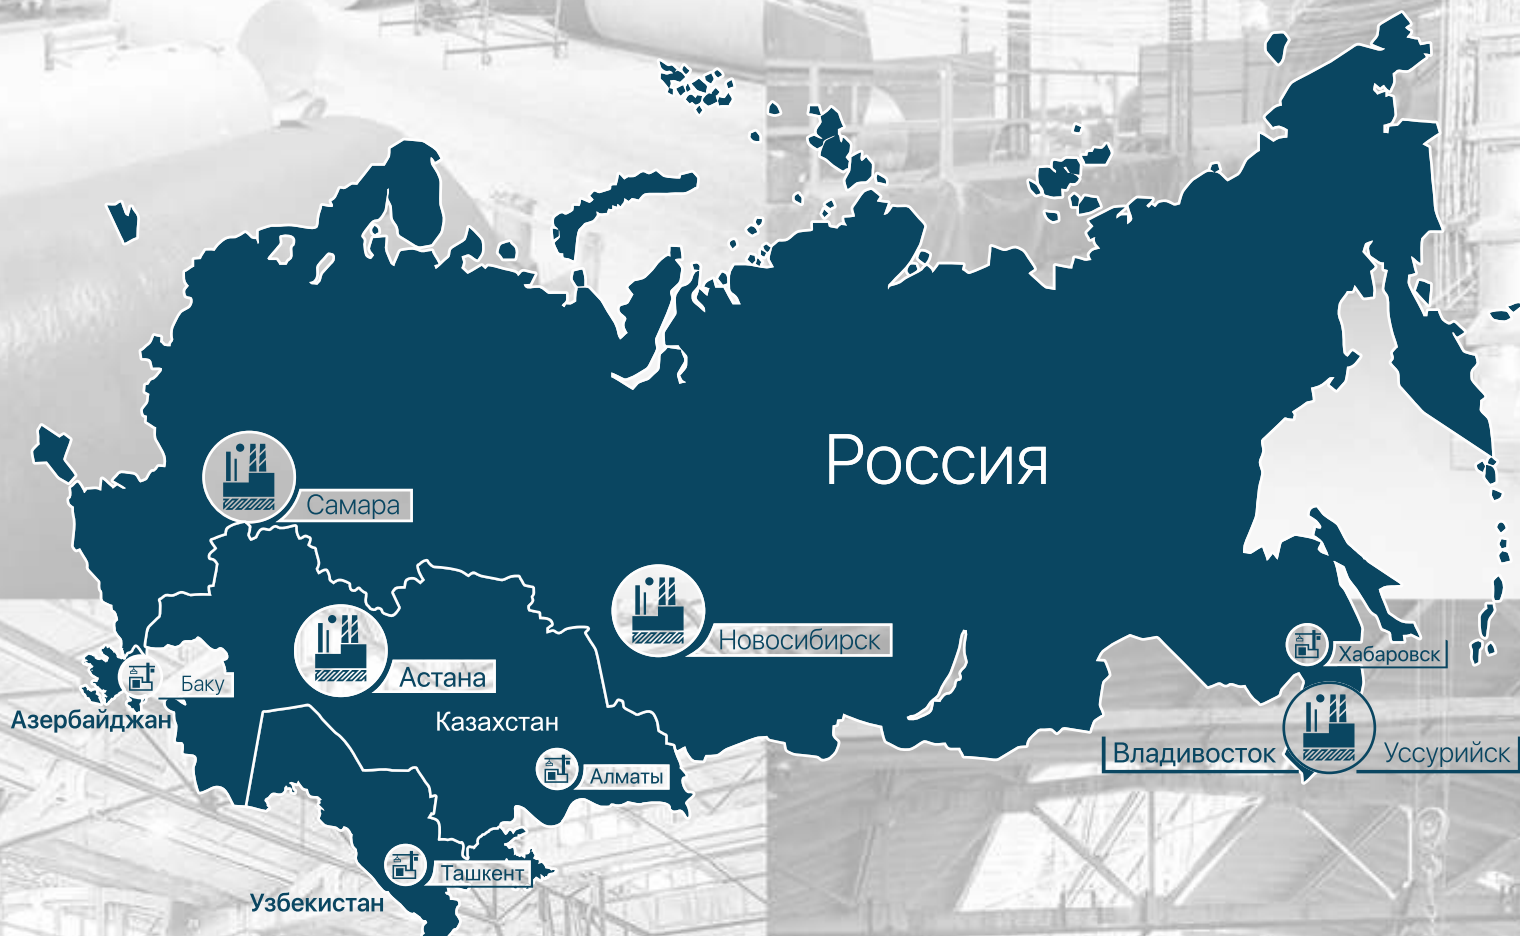 Россия
Самара
Новосибирск
Хабаровск
Астана
Баку
Азербайджан
Казахстан
Владивосток
Уссурийск
Алматы
Ташкент
Узбекистан